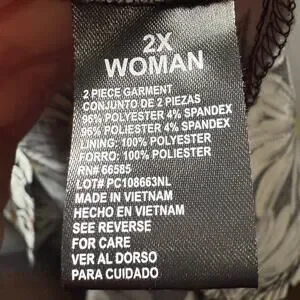 2X
WOMAN
2 PIECE GARMENT
CONJUNTO DE 2 PIEZAS
96% POLYESTER 4% SPANDEX
96% POLIESTER 4% SPANDEX
LINING: 100% POLYESTER
FORRO: 100% POLIESTER
RN# 66585
LOT# PC108663NL
MADE IN VIETNAM
HECHO EN VIETNAM
SEE REVERSE
FOR CARE
VER AL DORSO
PARA CUIDADO